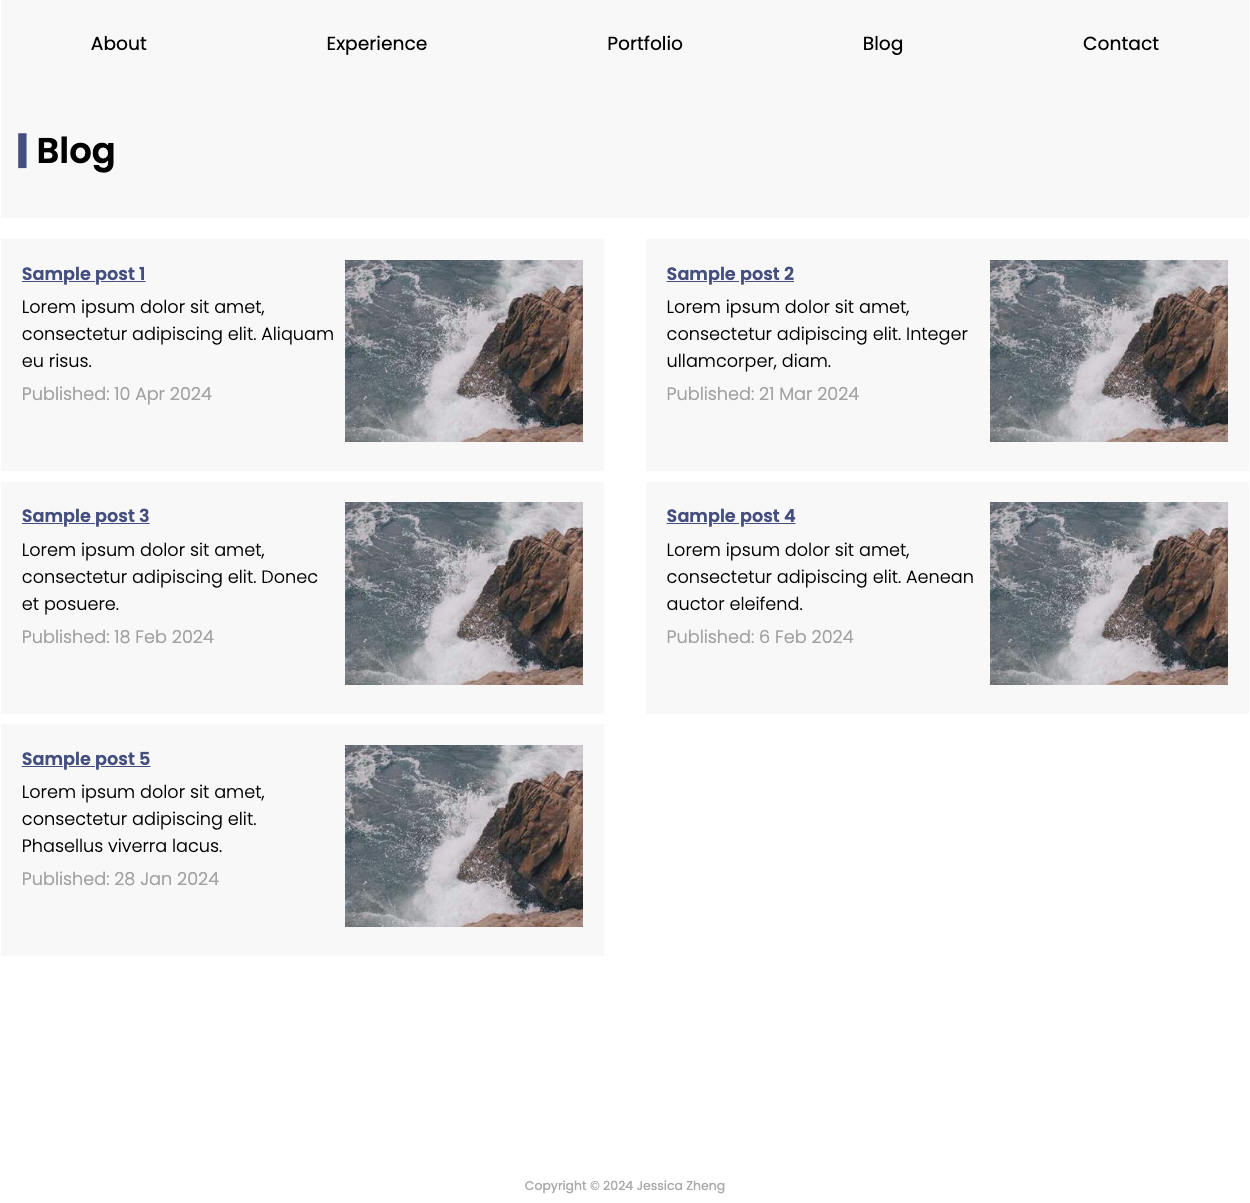 About
Experience
Portfolio
Blog
Contact
Blog
Sample post 1
Lorem ipsum dolor sit amet,
consectetur adipiscing elit. Aliquam
eu risus.
Published: 10 Apr 2024
Sample post 2
Lorem ipsum dolor sit amet,
consectetur adipiscing elit. Integer
ullamcorper, diam.
Published: 21 Mar 2024
Sample post 3
Lorem ipsum dolor sit amet,
consectetur adipiscing elit. Donec
et posuere.
Published: 18 Feb 2024
Sample post 4
Lorem ipsum dolor sit amet,
consectetur adipiscing elit. Aenean
auctor eleifend.
Published: 6 Feb 2024
Sample post 5
Lorem ipsum dolor sit amet,
consectetur adipiscing elit.
Phasellus viverra lacus.
Published: 28 Jan 2024
Copyright © 2024 Jessica Zheng